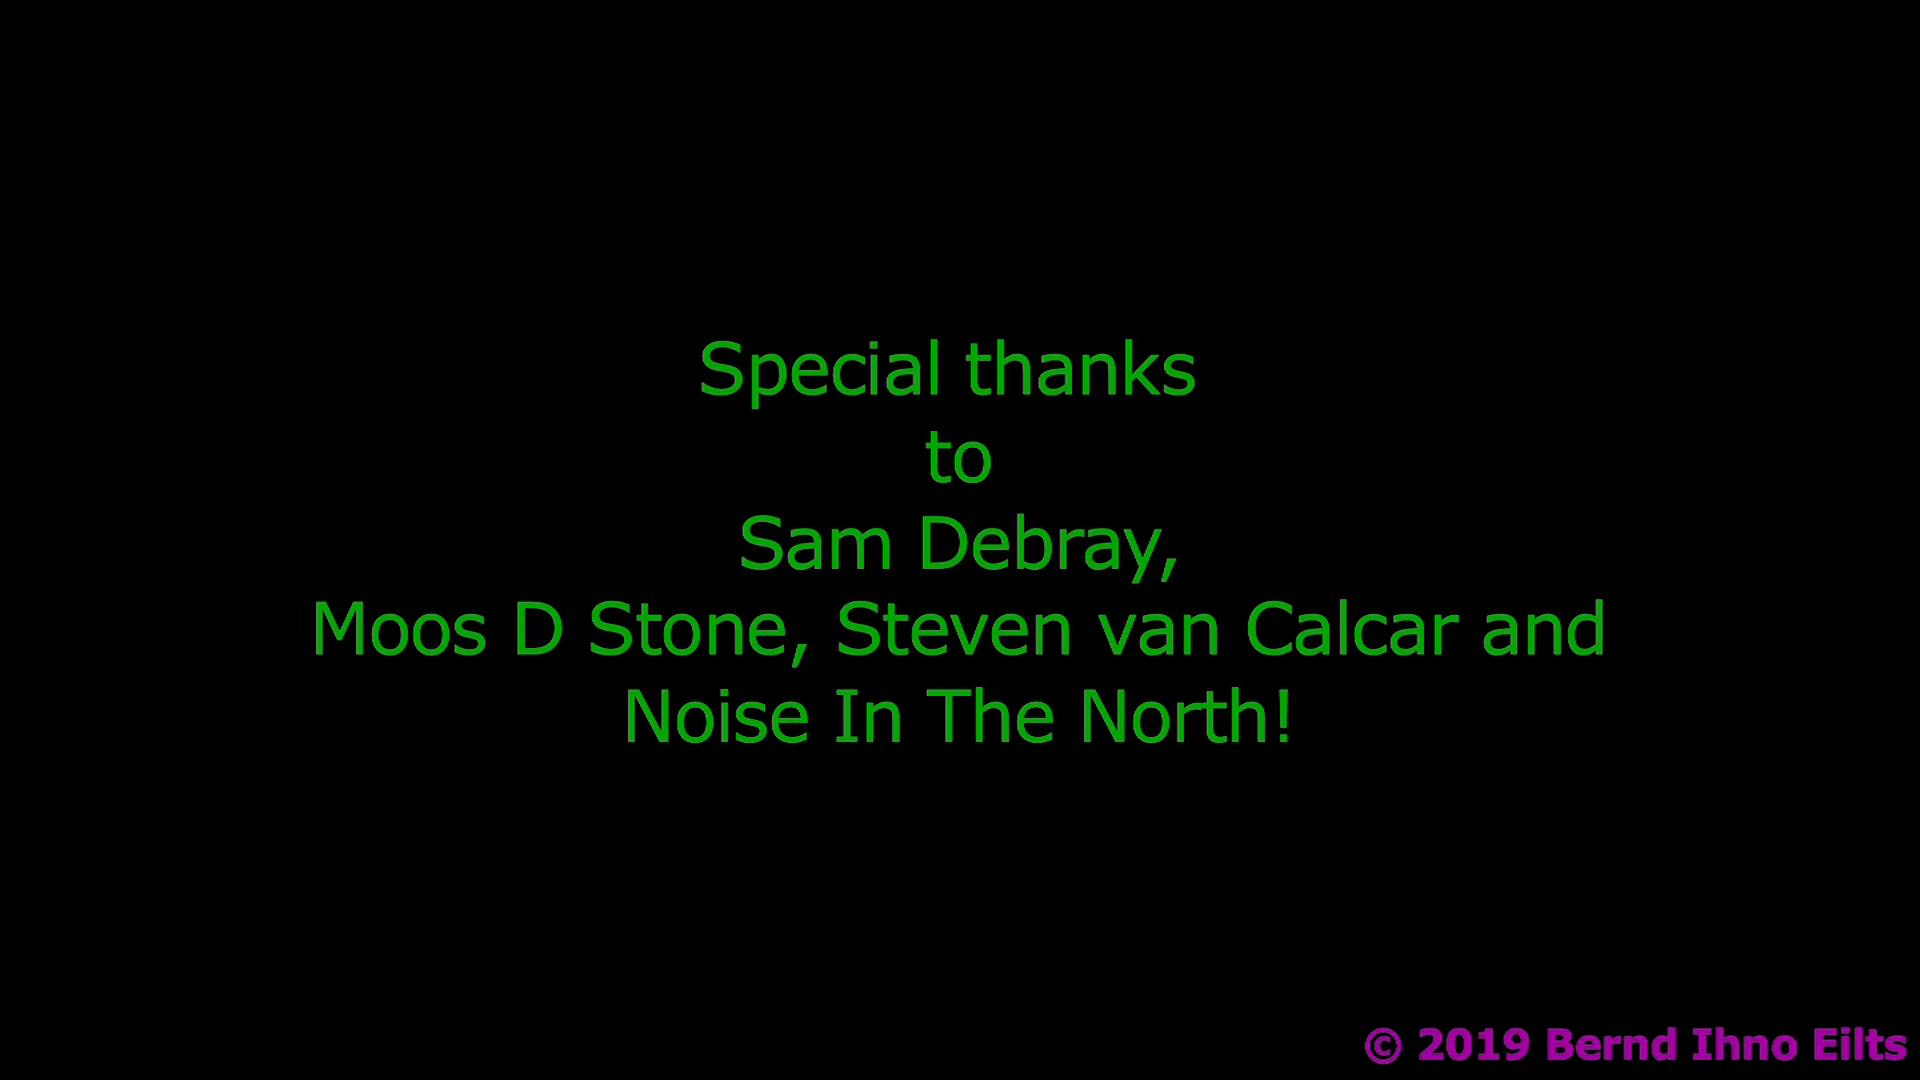 Special thanks
to
Sam Debray,
Moos D Stone, Steven van Calcar and
Noise In The North!
© 2019 Bernd Ihno Eilts